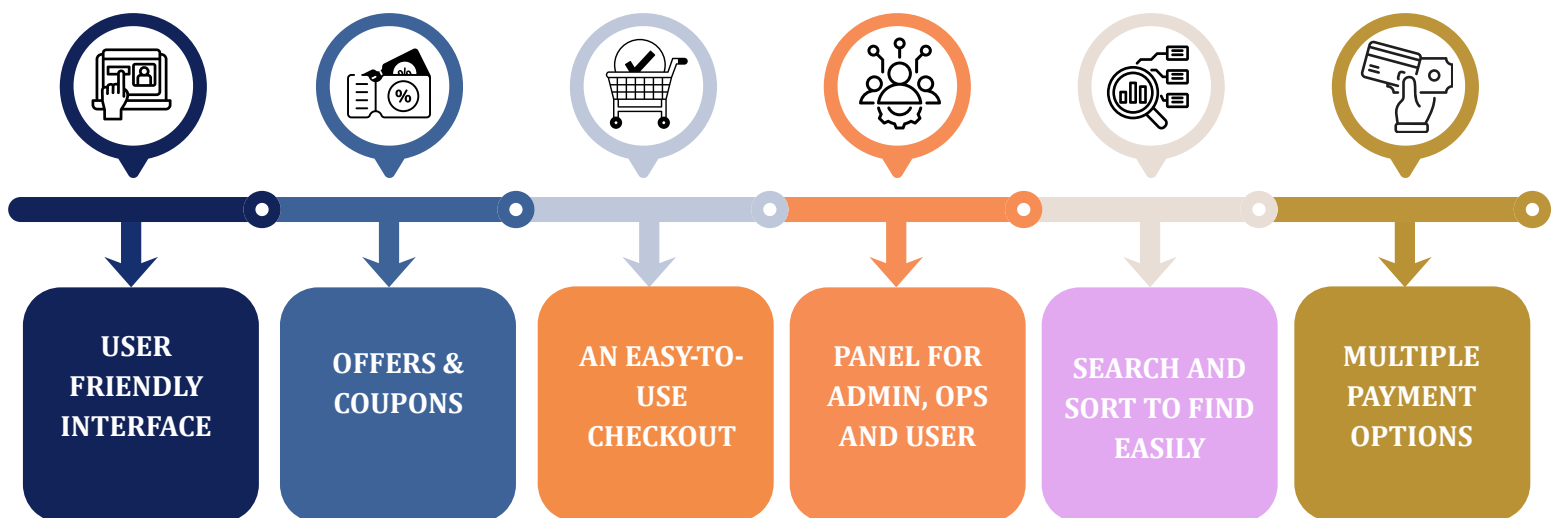 USER
FRIENDLY
INTERFACE
OFFERS &
COUPONS
AN EASY-TO-
USE
CHECKOUT
PANEL FOR
ADMIN, OPS
AND USER
SEARCH AND
SORT TO FIND
EASILY
MULTIPLE
PAYMENT
OPTIONS
%
%